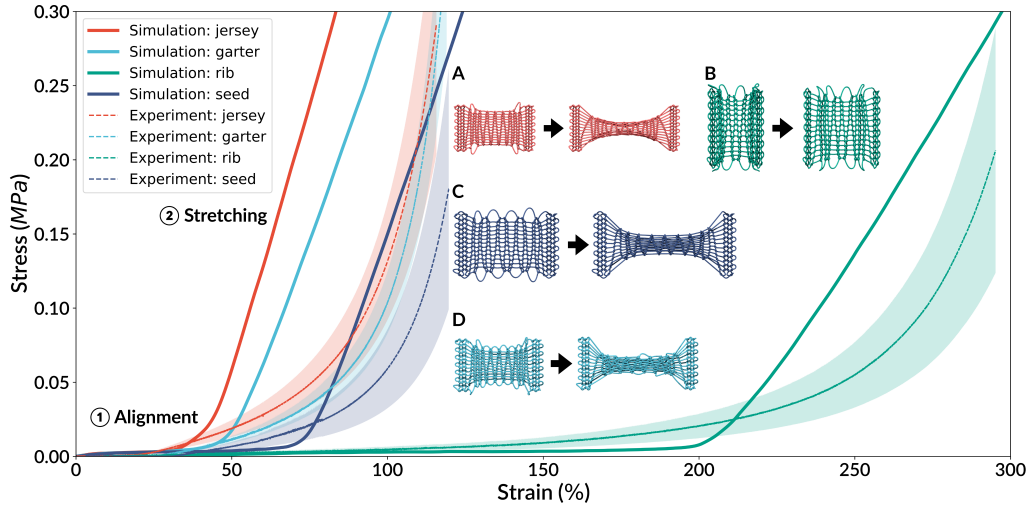 0.30
0.25
0.20
0.15
0.10
0.05
0.00
Stress (MPa)
Simulation: jersey
Simulation: garter
Simulation: rib
Simulation: seed
Experiment: jersey
Experiment: garter
Experiment: rib
Experiment: seed
A
B
C
D
② Stretching
① Alignment
0
50
100
150
200
250
300
Strain (%)